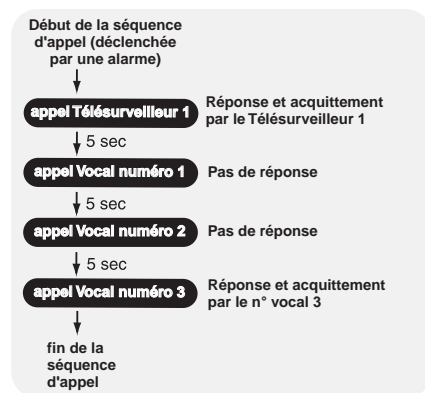 Début de la séquence
d'appel (déclenchée
par une alarme)
appel Télésurveilleur 1
Réponse et acquittement
par le Télésurveilleur 1
5 sec
appel Vocal numéro 1
Pas de réponse
5 sec
appel Vocal numéro 2
Pas de réponse
5 sec
appel Vocal numéro 3
Réponse et acquittement
par le n° vocal 3
fin de la
séquence
d'appel